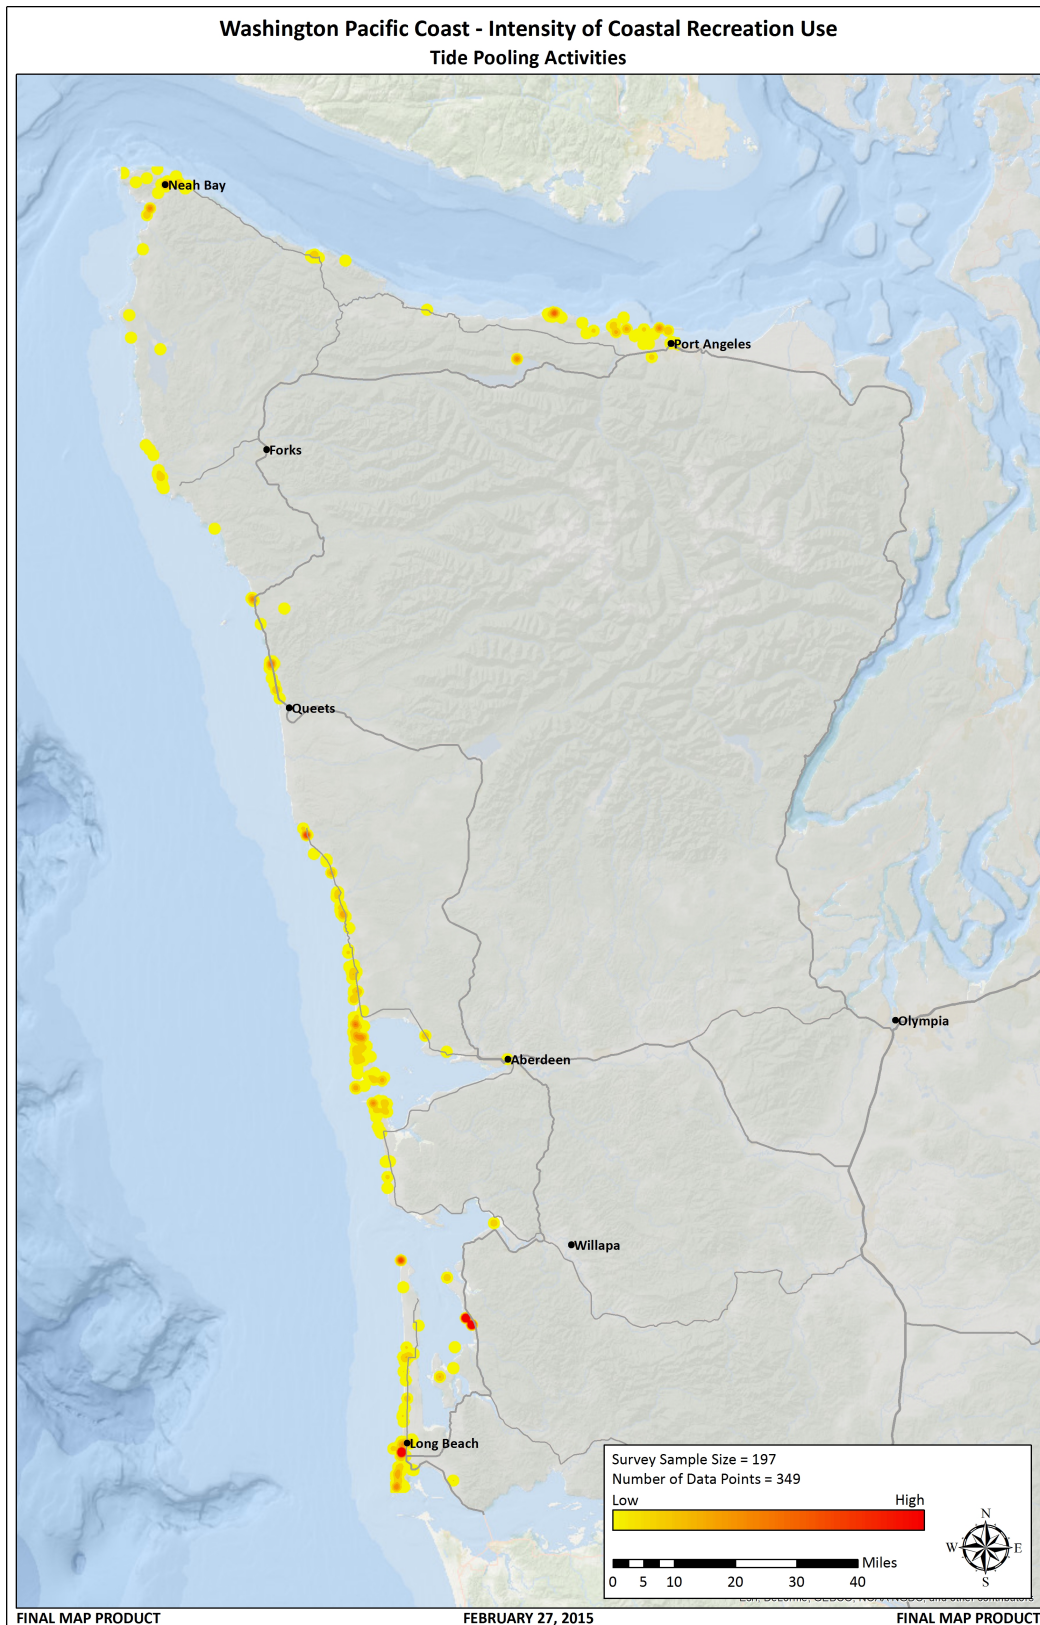 Washington Pacific Coast - Intensity of Coastal Recreation Use
Tide Pooling Activities
Neah Bay
Port Angeles
Forks
Queets
Olympia
Aberdeen
Willapa
Long Beach
Survey Sample Size = 197
Number of Data Points = 349
Low High
N
W E
S
Miles
0 5 10 20 30 40
FINAL MAP PRODUCT FEBRUARY 27, 2015 FINAL MAP PRODUCT